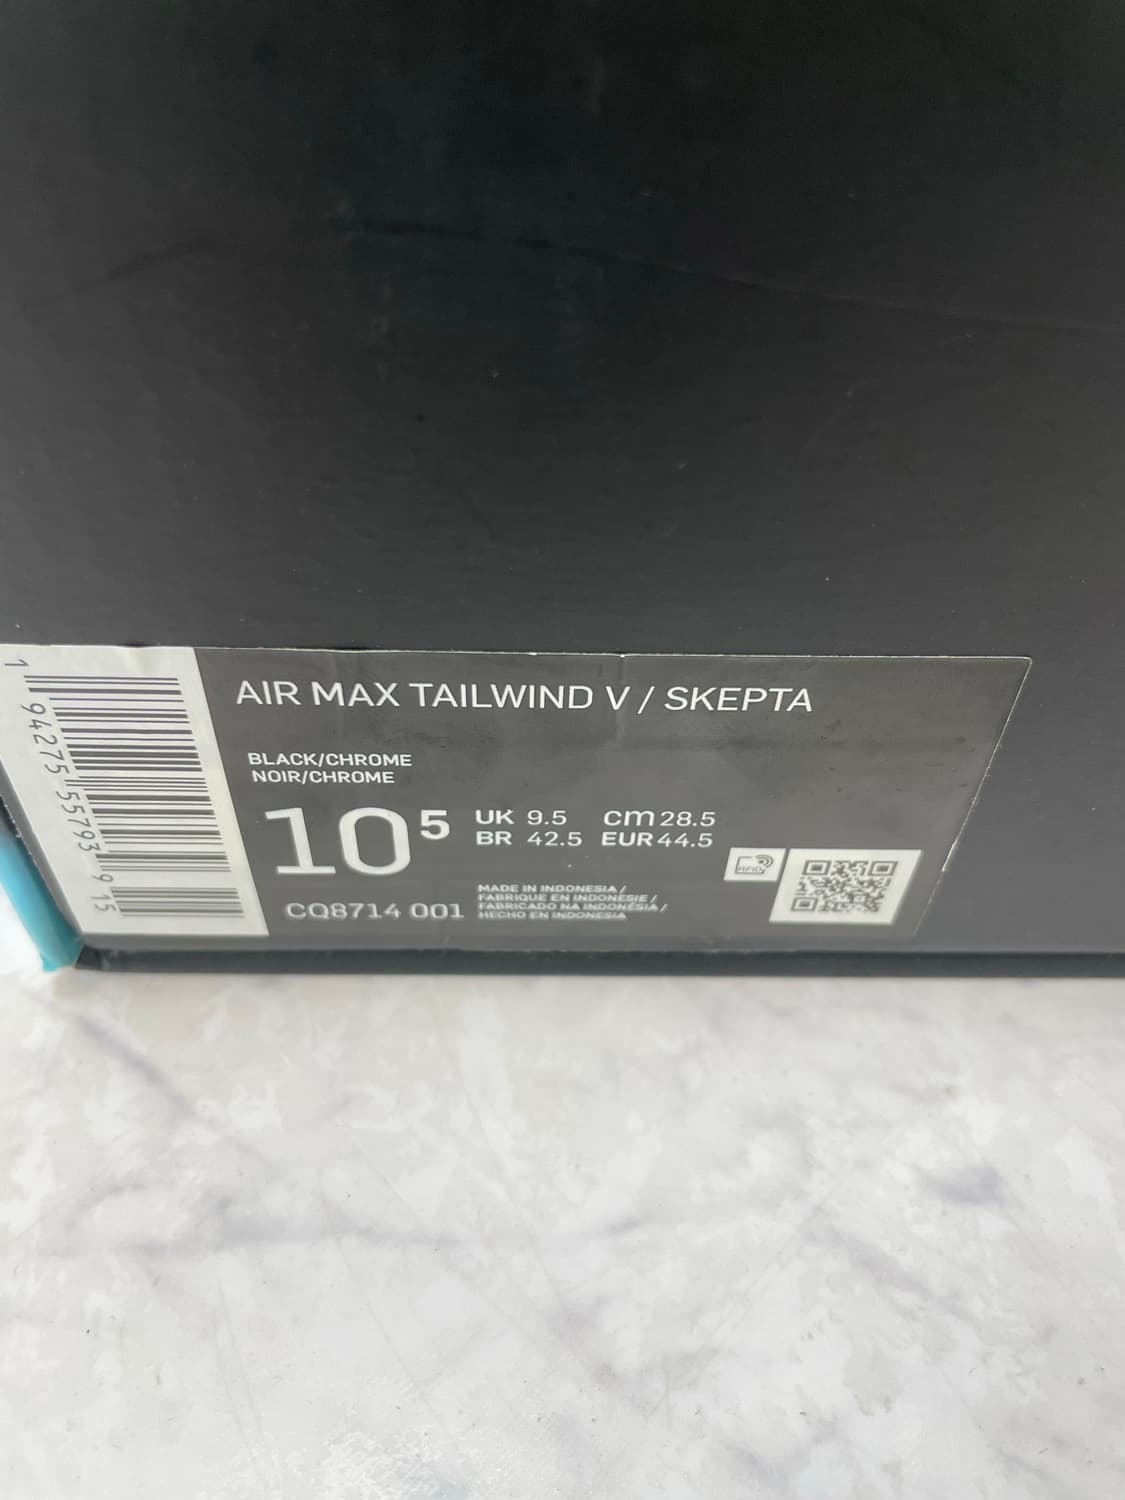 AIR MAX TAILWIND V / SKEPTA
BLACK/CHROME
NOIR/CHROME
10 5
UK 9.5 cm 28.5
BR 42.5 EUR 44.5
RFID
MADE IN INDONESIA /
FABRIQUE EN INDONESIE /
FABRICADO NA INDONÉSIA /
HECHO EN INDONESIA
CQ8714 001
1 94275 55793 9 15